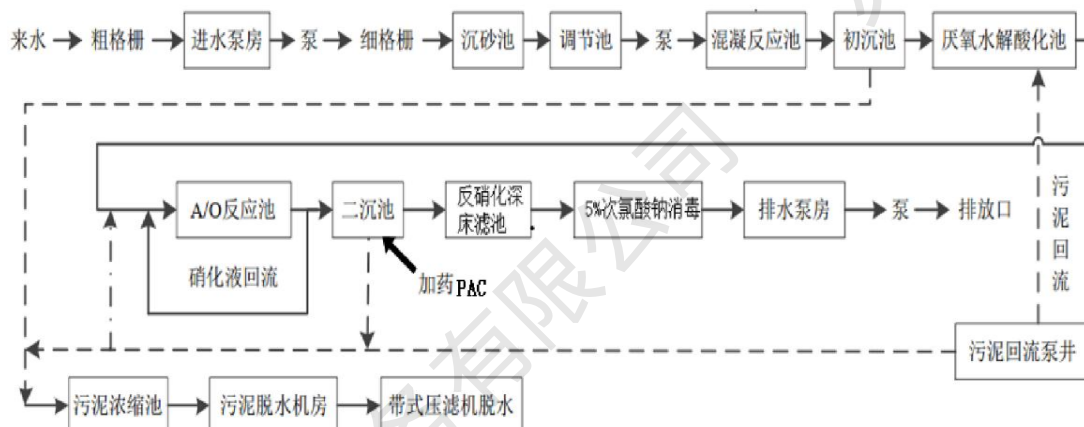 来水 粗格栅 进水泵房 泵 细格栅 沉砂池 调节池 泵 混凝反应池 初沉池 厌氧水解酸化池
A/O反应池 二沉池 反硝化深床滤池 5%次氯酸钠消毒 排水泵房 泵 排放口
污泥回流
硝化液回流
加药PAC
污泥回流泵井
污泥浓缩池 污泥脱水机房 带式压滤机脱水
有限公司